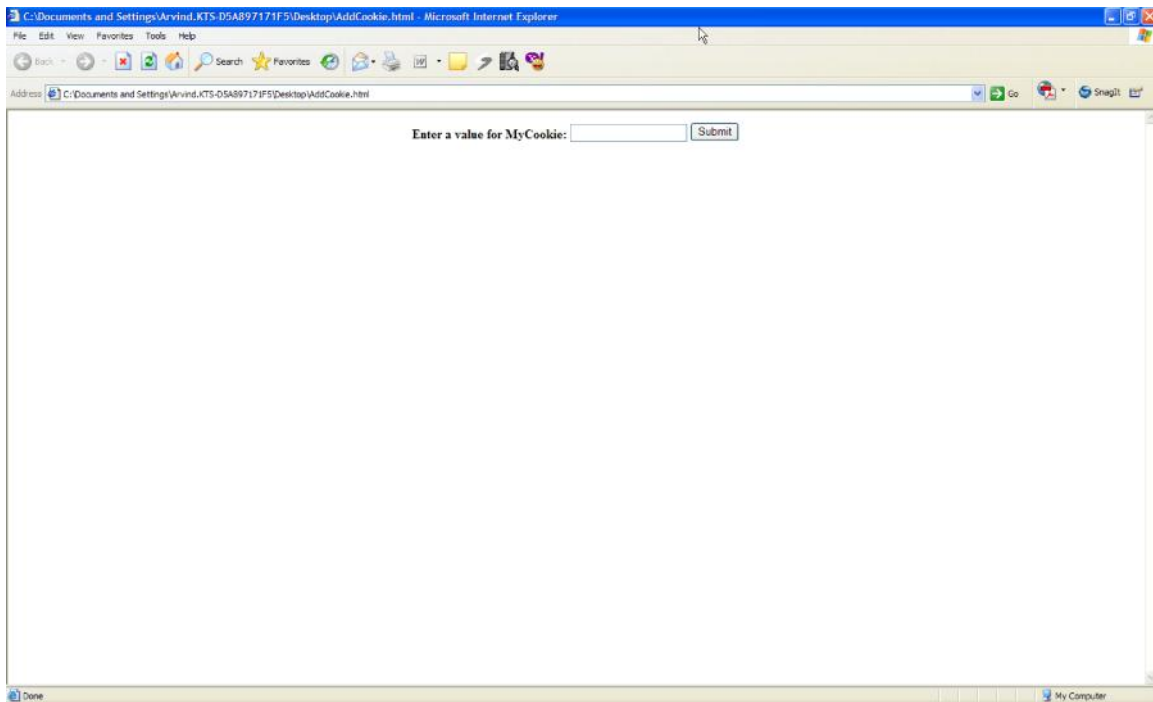 C:\Documents and Settings\Arvind.KTS-D5A897171F5\Desktop\AddCookie.html - Microsoft Internet Explorer
File Edit View Favorites Tools Help
Back Search Favorites
Address C:\Documents and Settings\Arvind.KTS-D5A897171F5\Desktop\AddCookie.html Go SnagIt
Enter a value for MyCookie: Submit
Done My Computer